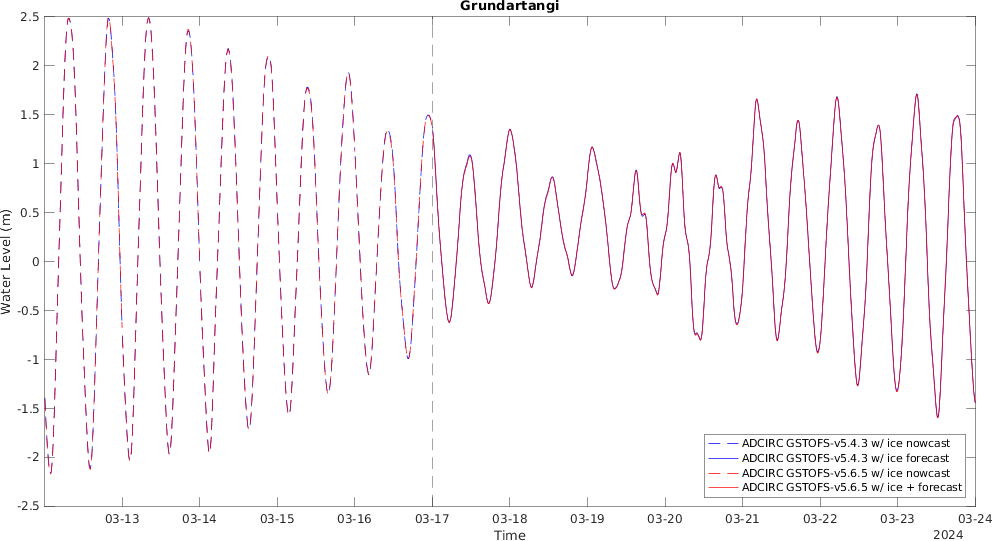 Grundartangi
2.5
2
1.5
1
0.5
0
-0.5
-1
-1.5
-2
-2.5
Water Level (m)
03-13 03-14 03-15 03-16 03-17 03-18 03-19 03-20 03-21 03-22 03-23 03-24
Time
2024
ADCIRC GSTOFS-v5.4.3 w/ ice nowcast
ADCIRC GSTOFS-v5.4.3 w/ ice forecast
ADCIRC GSTOFS-v5.6.5 w/ ice nowcast
ADCIRC GSTOFS-v5.6.5 w/ ice + forecast